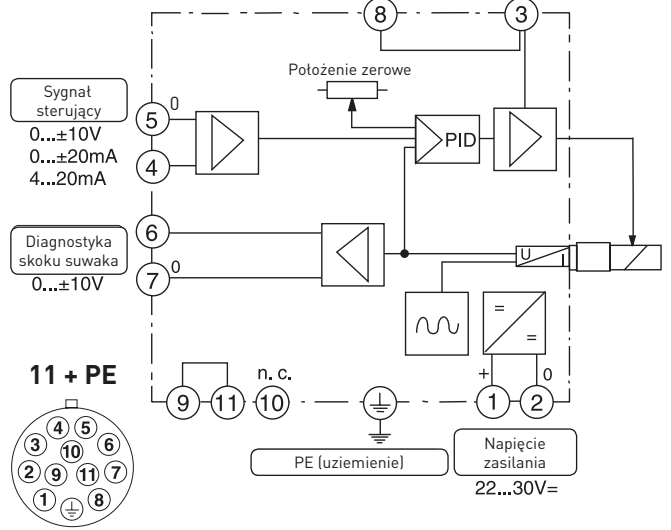 8 3
Położenie zerowe
Sygnał
sterujący
0...±10V
0...±20mA
4...20mA
5 0
4
PID
6
Diagnostyka
skoku suwaka
0...±10V
7 0
U
L
=
=
11 + PE
n. c.
+ 0
9 11 10 1 2
4 5
3 10 6
2 9 11 7
1 8
PE (uziemienie)
Napięcie
zasilania
22...30V=